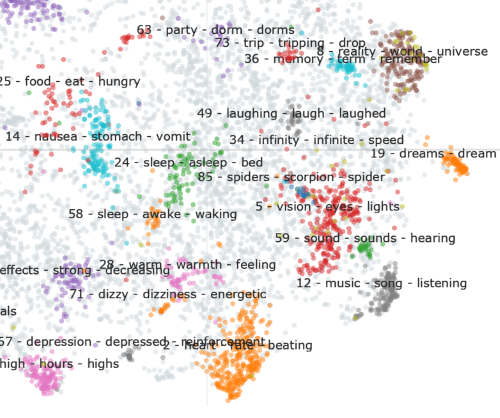 63 - party - dorm - dorms
73 - trip - tripping - drop
8 - reality - world - universe
36 - memory - term - remember
25 - food - eat - hungry
49 - laughing - laugh - laughed
14 - nausea - stomach - vomit
34 - infinity - infinite - speed
19 - dreams - dream
24 - sleep - asleep - bed
85 - spiders - scorpion - spider
5 - vision - eyes - lights
58 - sleep - awake - waking
59 - sound - sounds - hearing
28 - warm - warmth - feeling
effects - strong - decreasing
12 - music - song - listening
71 - dizzy - dizziness - energetic
als
67 - depression - depressed - reinforcement
2 - heart - rate - beating
high - hours - highs